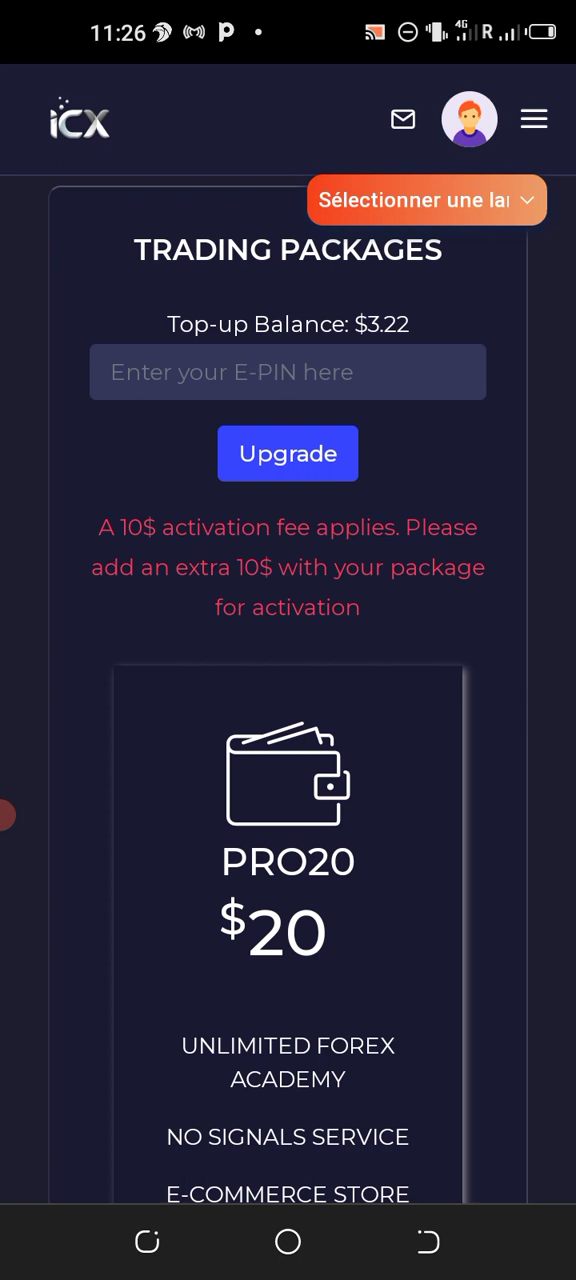 11:26
4G R
iCX
Sélectionner une la
TRADING PACKAGES
Top-up Balance: $3.22
Enter your E-PIN here
Upgrade
A 10$ activation fee applies. Please
add an extra 10$ with your package
for activation
PRO20
$20
UNLIMITED FOREX
ACADEMY
NO SIGNALS SERVICE
E-COMMERCE STORE